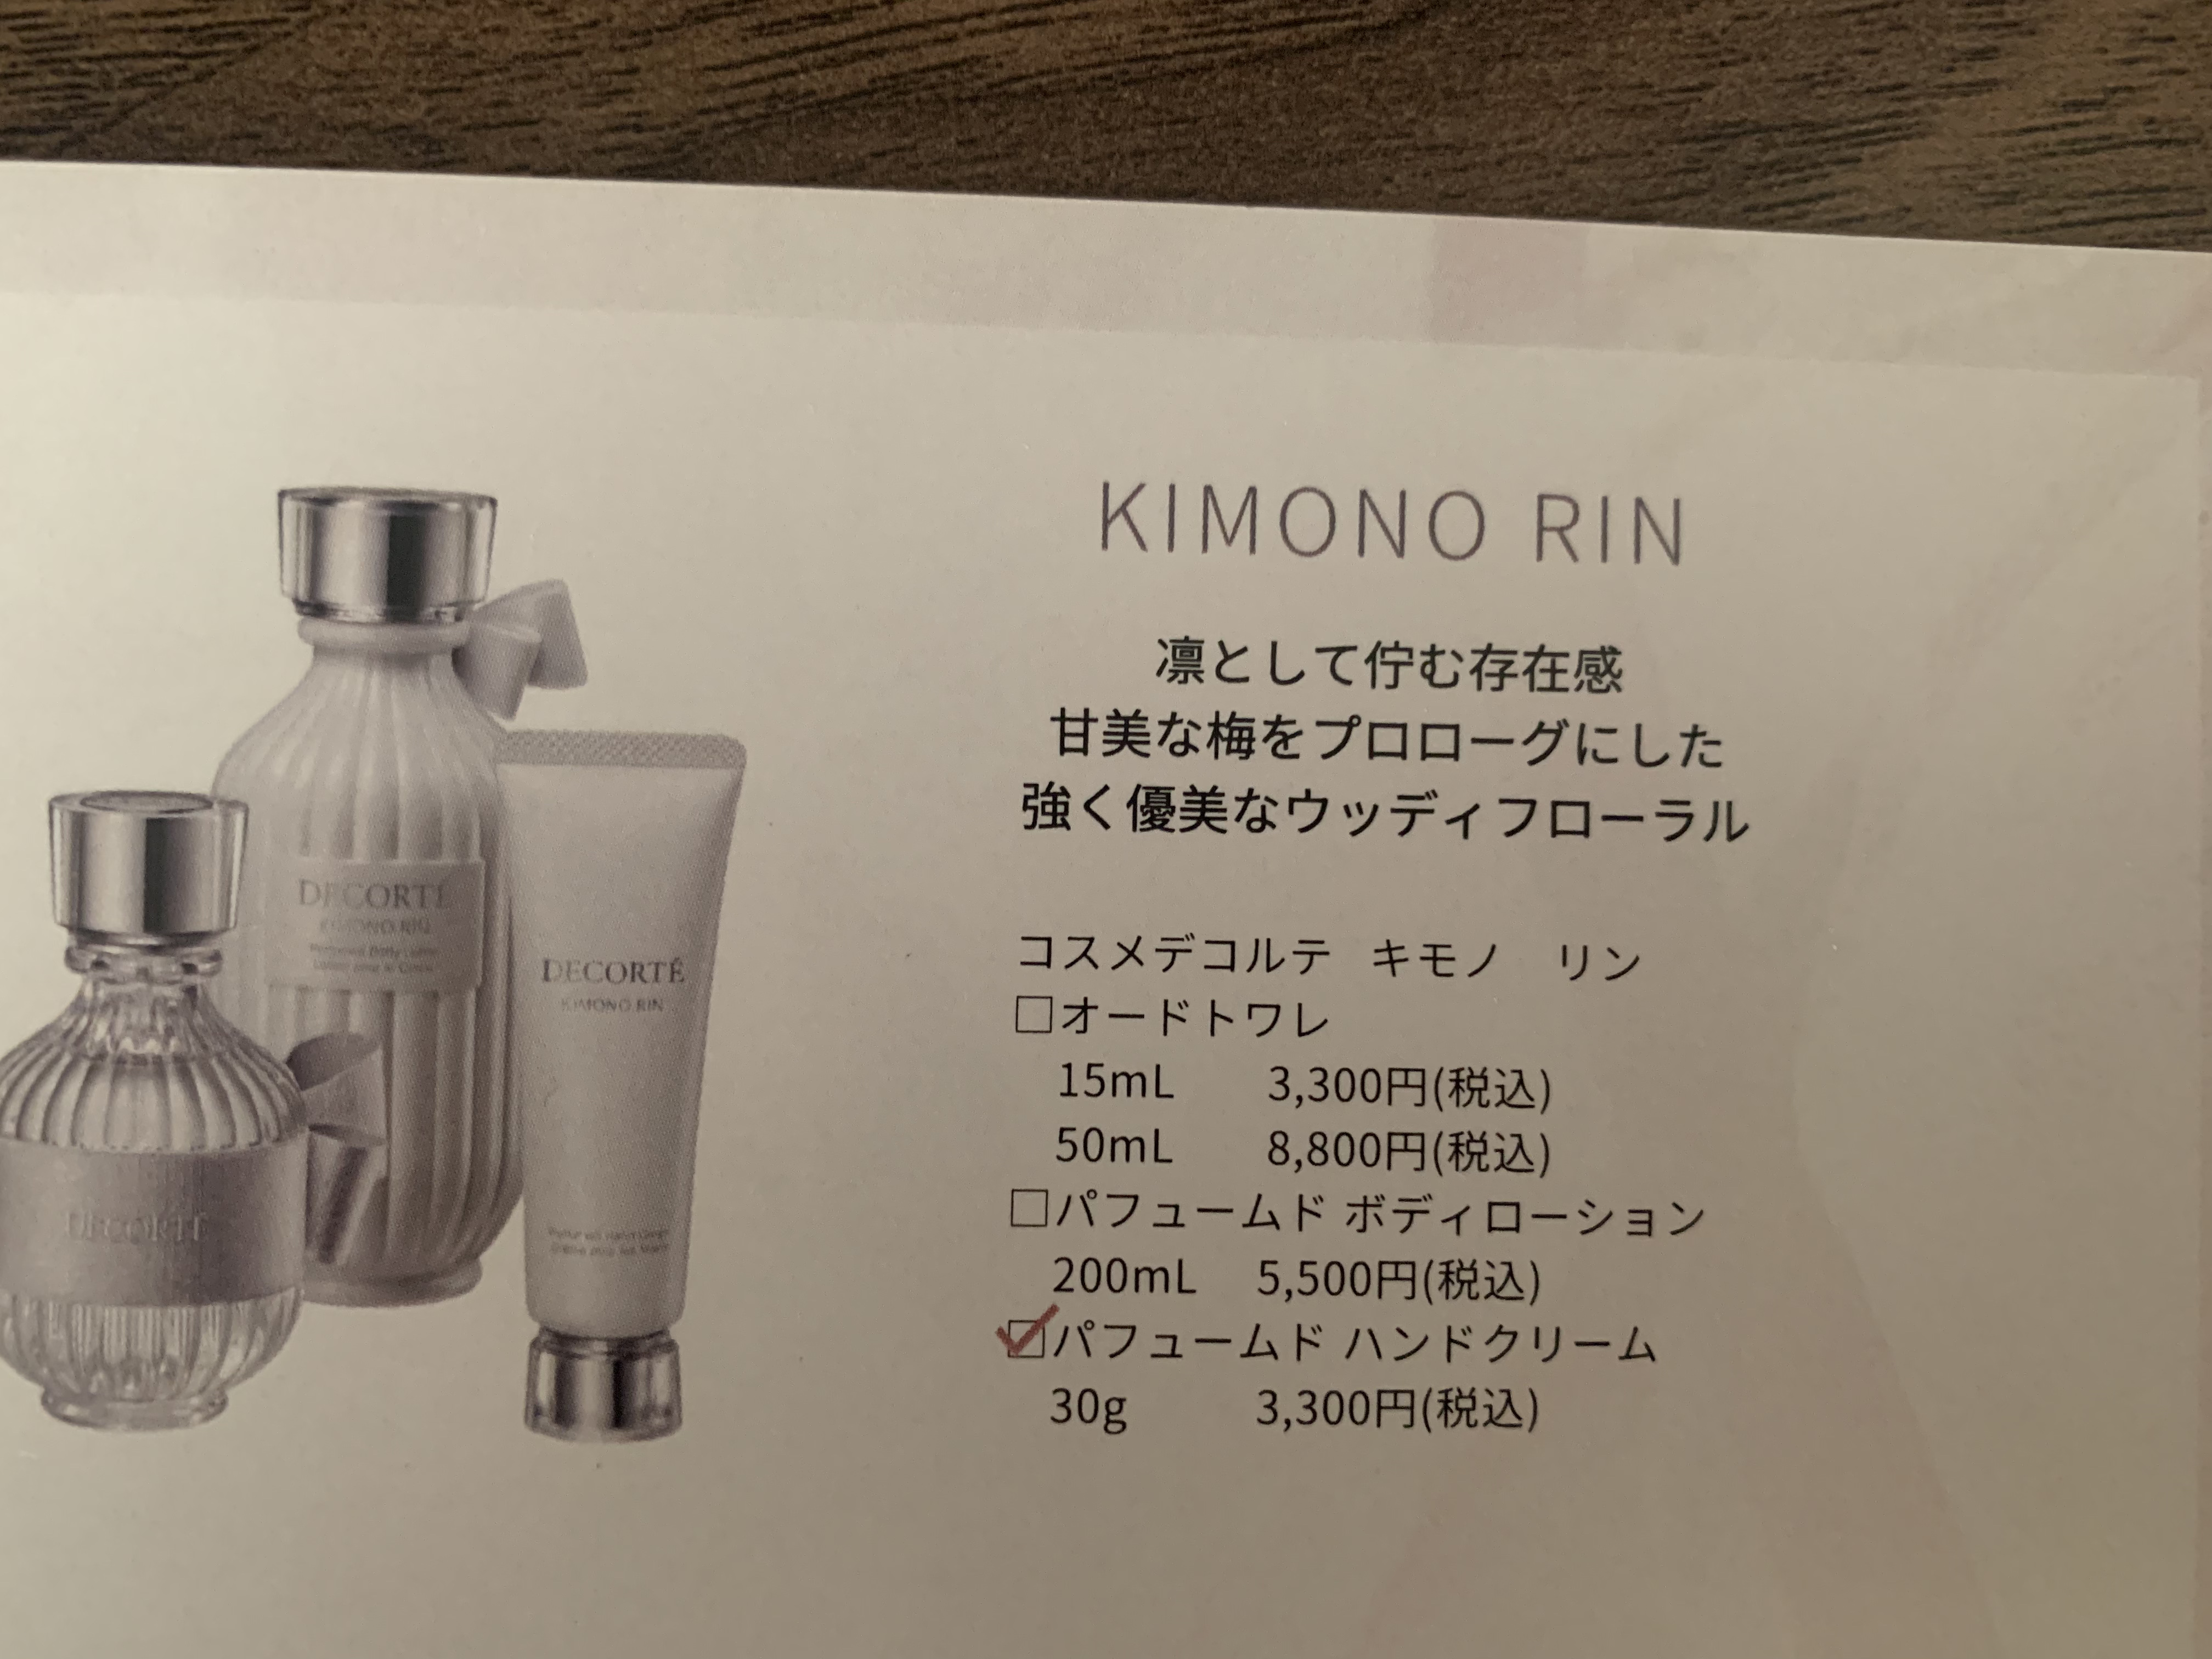 KIMONO RIN
凛として佇む存在感
甘美な梅をプロローグにした
強く優美なウッディフローラル
コスメデコルテ キモノ　リン
☐オードトワレ
15mL 3,300円(税込)
50mL 8,800円(税込)
☐パフュームド ボディローション
200mL 5,500円(税込)
☑パフュームド ハンドクリーム
30g 3,300円(税込)
DECORTÉ
KIMONO RIN
DECORTÉ
KIMONO RIN
DECORTÉ